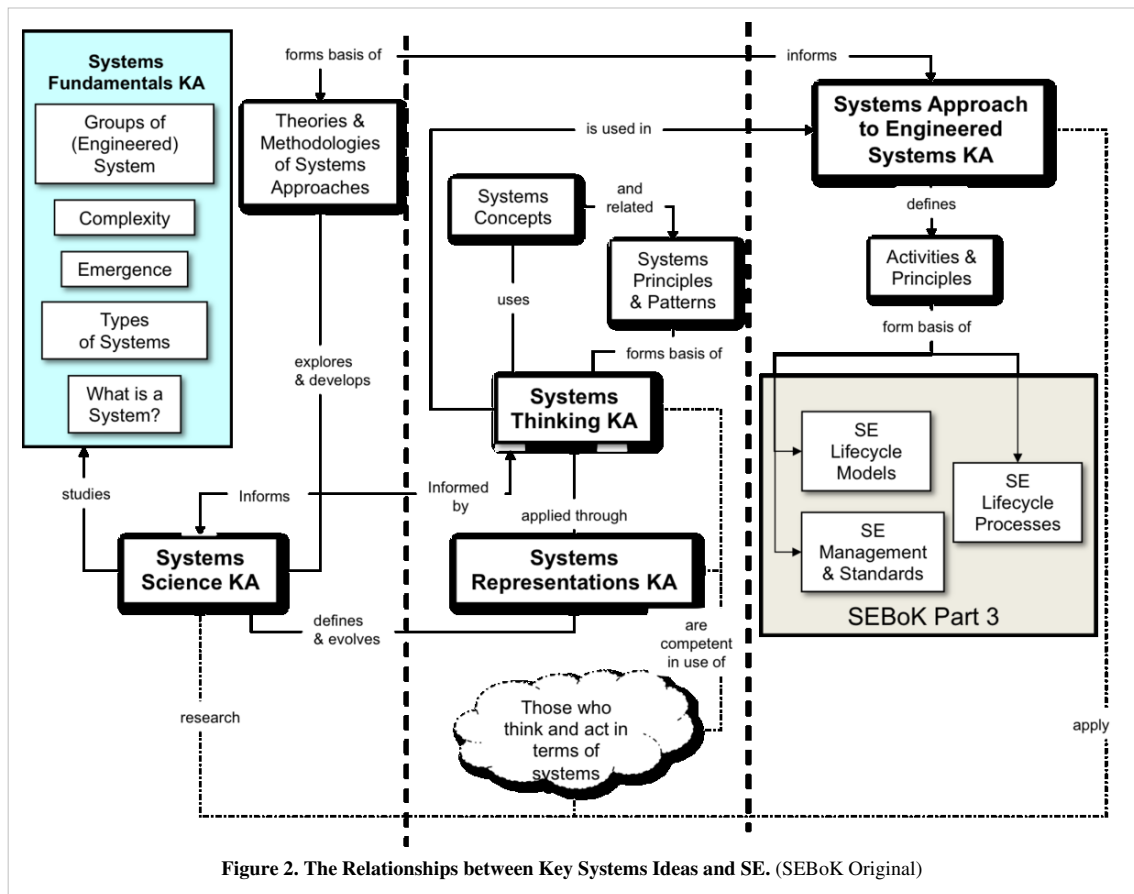 Systems
Fundamentals KA
Groups of
(Engineered)
System
Complexity
Emergence
Types
of Systems
What is a
System?
forms basis of
informs
Theories &
Methodologies
of Systems
Approaches
Systems Approach
to Engineered
Systems KA
is used in
Systems
Concepts
and
related
Systems
Principles
& Patterns
uses
forms basis of
explores
& develops
Systems
Thinking KA
defines
Activities &
Principles
form basis of
SE
Lifecycle
Models
SE
Lifecycle
Processes
SE
Management
& Standards
SEBoK Part 3
studies
Informs
Informed
by
applied through
Systems
Science KA
Systems
Representations KA
defines
& evolves
are
competent
in use of
Those who
think and act in
terms of
systems
research
apply
Figure 2. The Relationships between Key Systems Ideas and SE. (SEBoK Original)